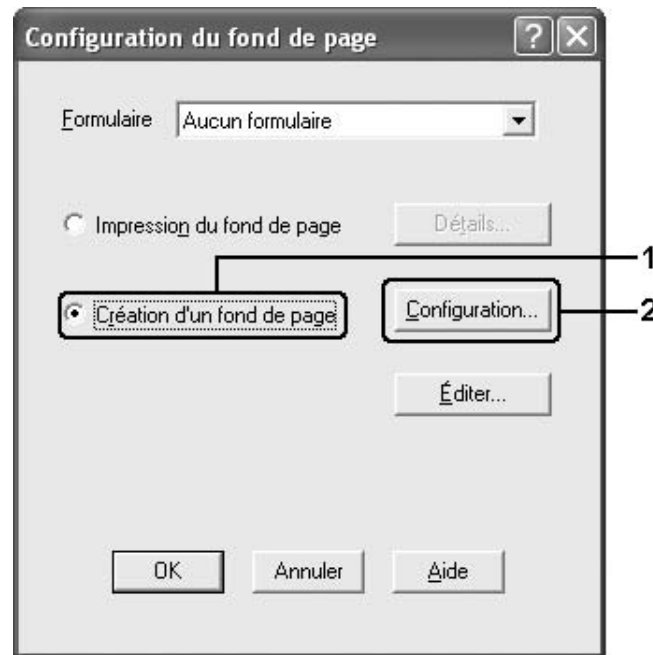 Configuration du fond de page
Formulaire Aucun formulaire
Impression du fond de page Détails...
1
Création d'un fond de page Configuration...
2
Éditer...
OK Annuler Aide